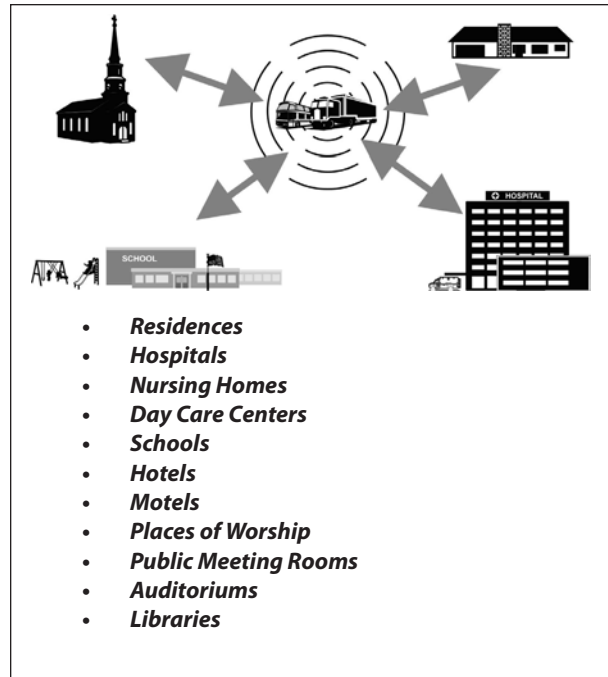 HOSPITAL
SCHOOL
• Residences
• Hospitals
• Nursing Homes
• Day Care Centers
• Schools
• Hotels
• Motels
• Places of Worship
• Public Meeting Rooms
• Auditoriums
• Libraries